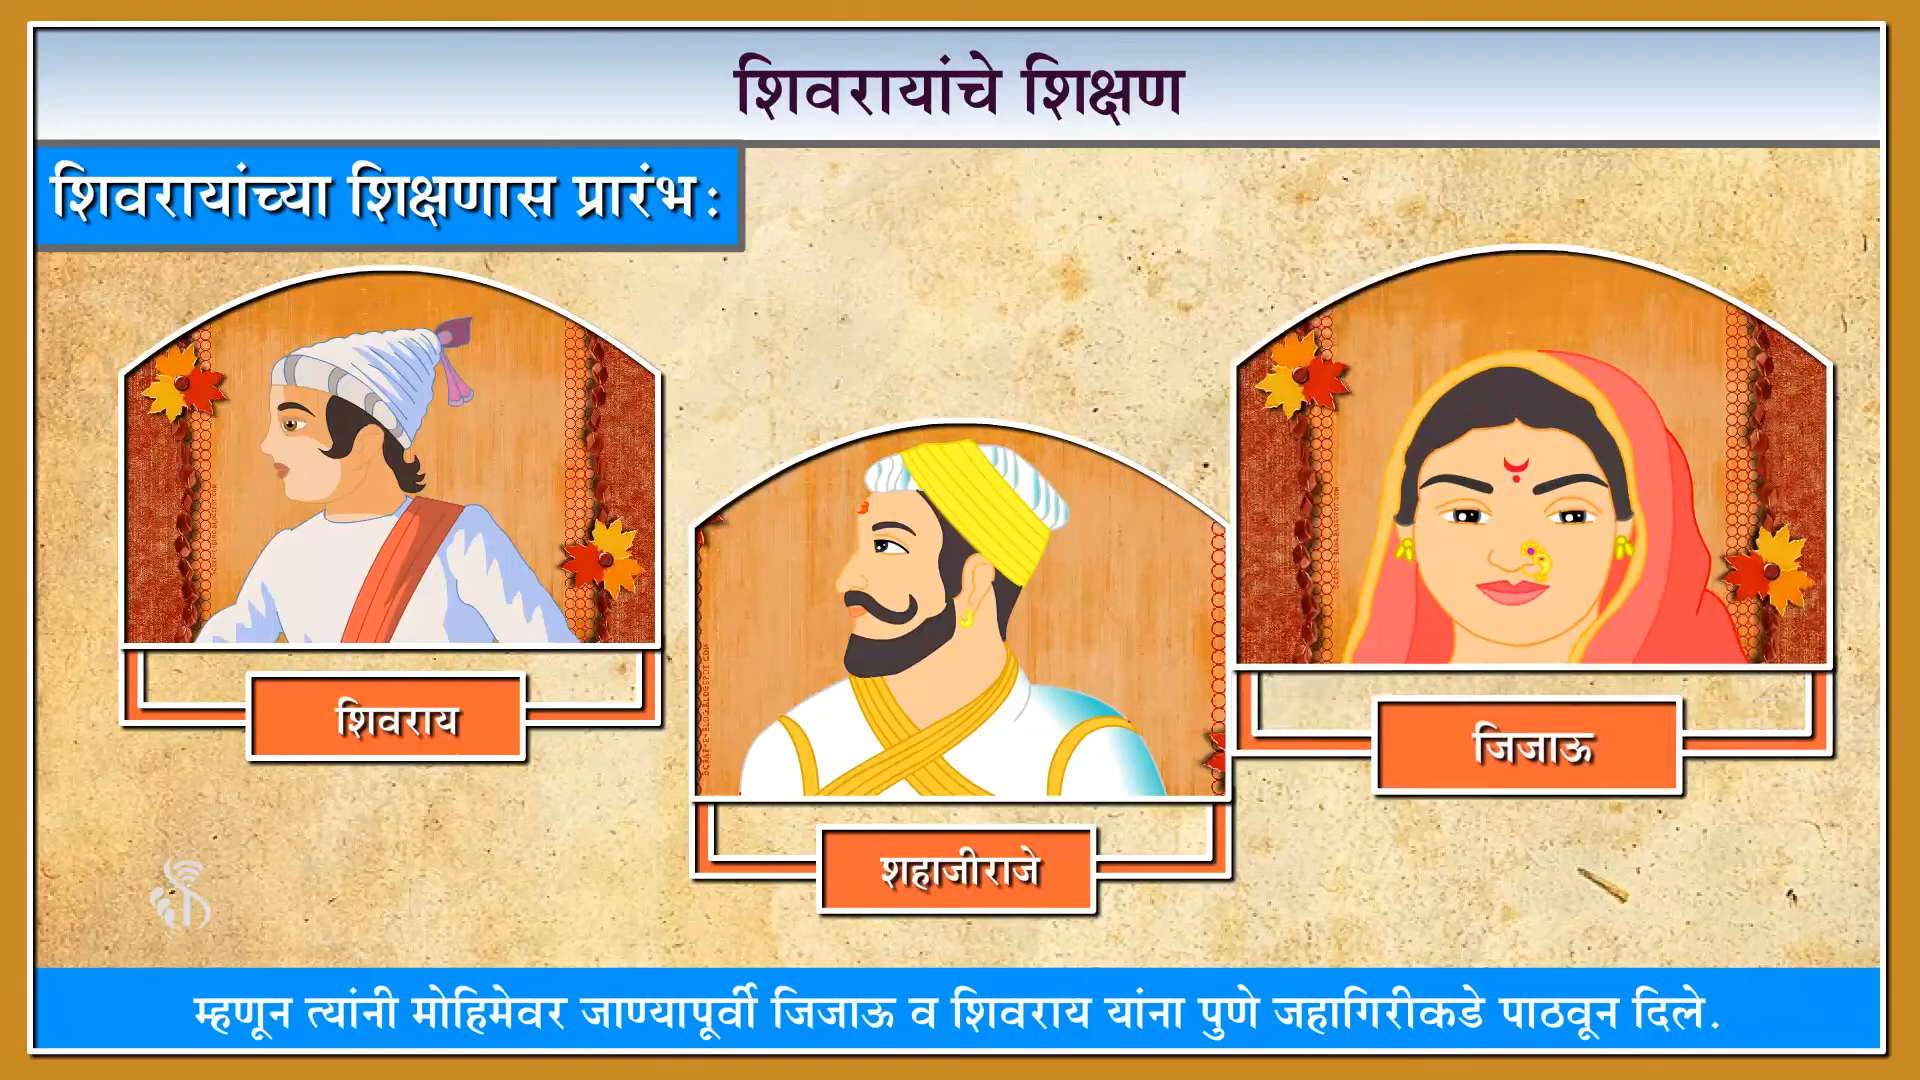 शिवरायांचे शिक्षण
शिवरायांच्या शिक्षणास प्रारंभ:
शिवराय
शहाजीराजे
जिजाऊ
म्हणून त्यांनी मोहिमेवर जाण्यापूर्वी जिजाऊ व शिवराय यांना पुणे जहागिरीकडे पाठवून दिले.